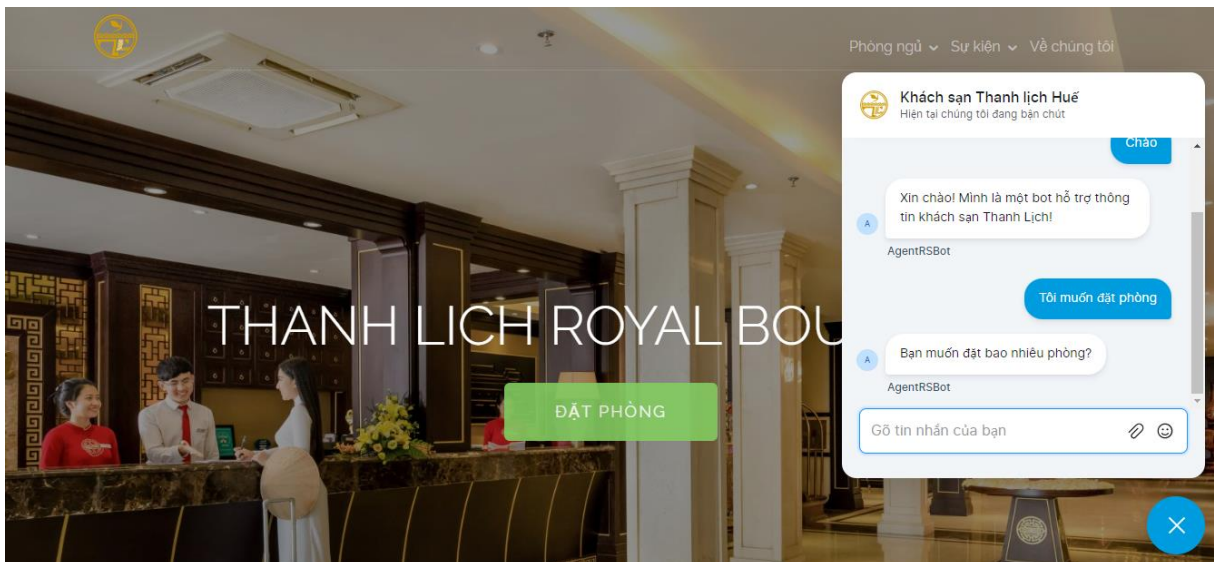 Phòng ngủ Sự kiện Về chúng tôi
Khách sạn Thanh lịch Huế
Hiện tại chúng tôi đang bận chút
Chào
Xin chào! Mình là một bot hỗ trợ thông
tin khách sạn Thanh Lịch!
A
AgentRSBot
Tôi muốn đặt phòng
THANH LICH ROYAL BOU
A
Bạn muốn đặt bao nhiêu phòng?
AgentRSBot
ĐẶT PHÒNG
Gõ tin nhắn của bạn